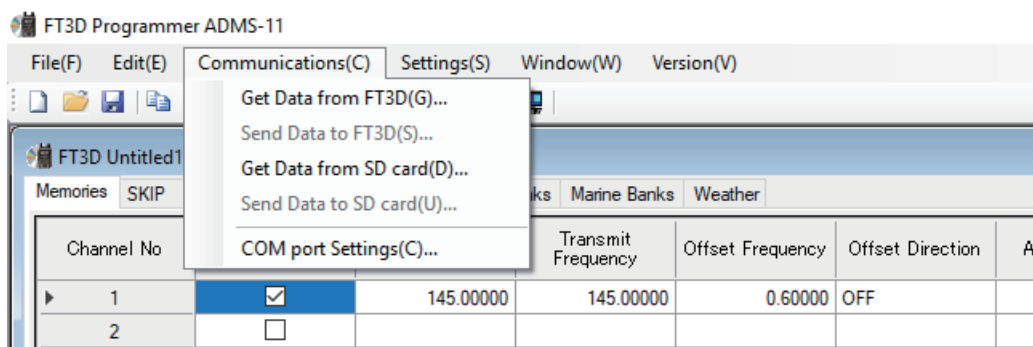 FT3D Programmer ADMS-11
File(F) Edit(E) Communications(C) Settings(S) Window(W) Version(V)
Get Data from FT3D(G)...
Send Data to FT3D(S)...
Get Data from SD card(D)...
Send Data to SD card(U)...
COM port Settings(C)...
FT3D Untitled1
Memories SKIP Marine Banks Weather
Channel No Transmit Frequency Offset Frequency Offset Direction
1 145.00000 145.00000 0.60000 OFF
2